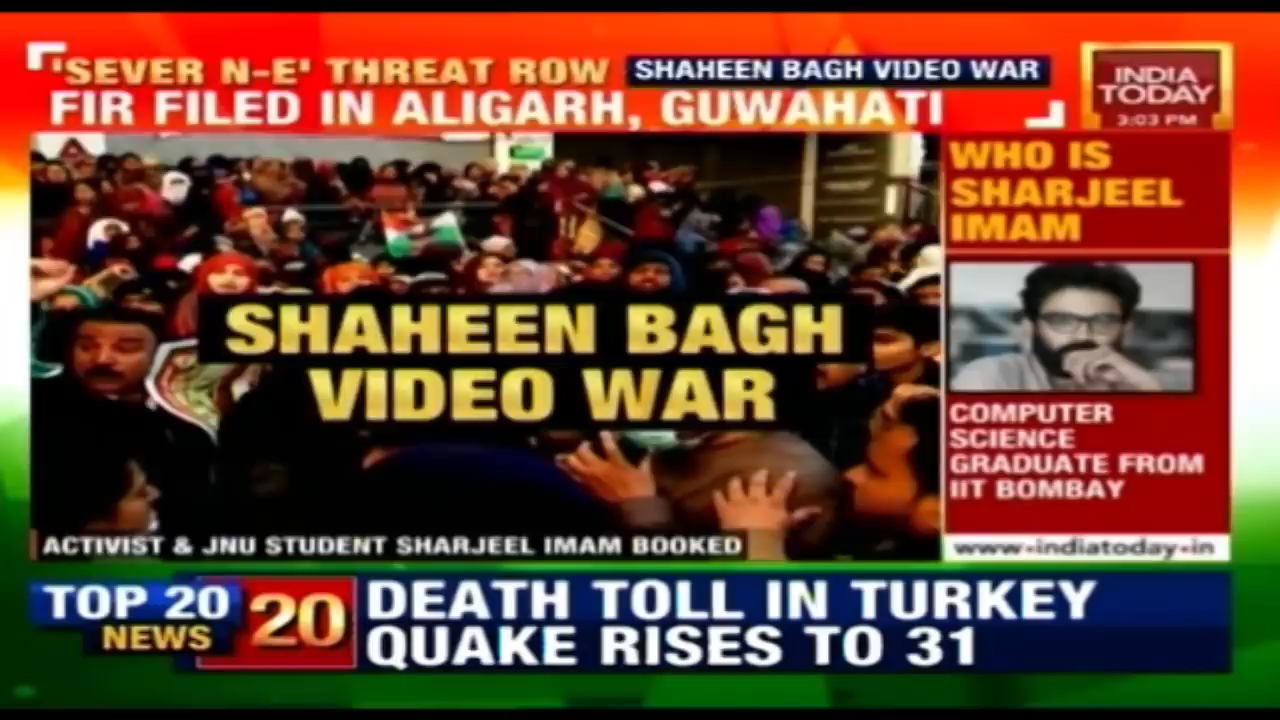 'SEVER N-E' THREAT ROW
SHAHEEN BAGH VIDEO WAR
FIR FILED IN ALIGARH, GUWAHATI
INDIA
TODAY
3:03 PM
WHO IS
SHARJEEL
IMAM
SHAHEEN BAGH
VIDEO WAR
COMPUTER
SCIENCE
GRADUATE FROM
IIT BOMBAY
ACTIVIST & JNU STUDENT SHARJEEL IMAM BOOKED
www•indiatoday•in
TOP 20
NEWS
20
DEATH TOLL IN TURKEY
QUAKE RISES TO 31